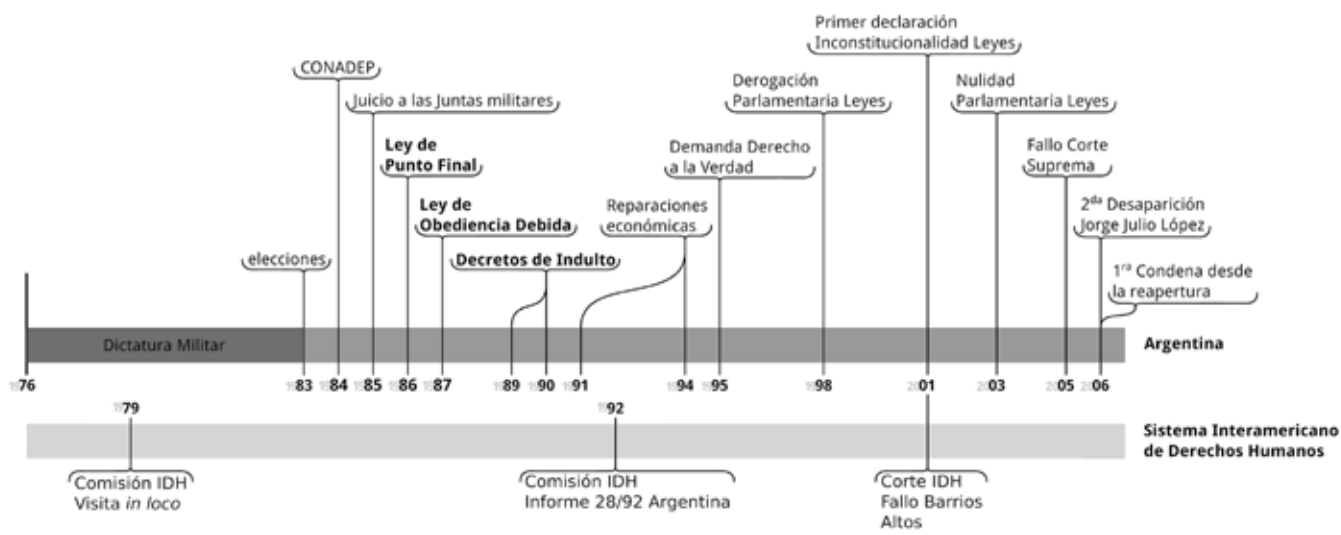 Primer declaración
Inconstitucionalidad Leyes
CONADEP
Derogación
Parlamentaria Leyes
Nulidad
Parlamentaria Leyes
Juicio a las Juntas militares
Ley de
Punto Final
Demanda Derecho
a la Verdad
Fallo Corte
Suprema
Ley de
Obediencia Debida
Reparaciones
económicas
2da Desaparición
Jorge Julio López
elecciones
Decretos de Indulto
1ra Condena desde
la reapertura
Dictatura Militar
Argentina
1976 1983 1984 1985 1986 1987 1989 1990 1991 1994 1995 1998 2001 2003 2005 2006
1979 1992
Sistema Interamericano
de Derechos Humanos
Comisión IDH
Visita in loco
Comisión IDH
Informe 28/92 Argentina
Corte IDH
Fallo Barrios
Altos